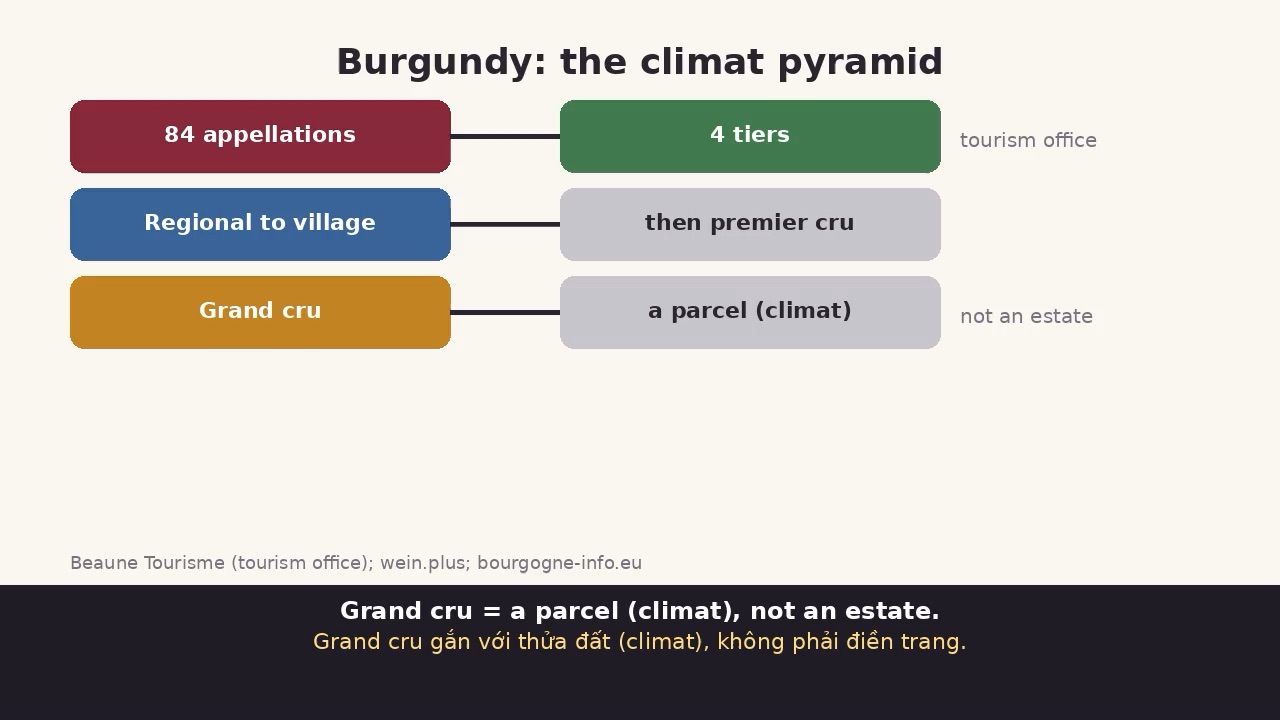 Burgundy: the climat pyramid
84 appellations
4 tiers
tourism office
Regional to village
then premier cru
Grand cru
a parcel (climat)
not an estate
Beaune Tourisme (tourism office); wein.plus; bourgogne-info.eu
Grand cru = a parcel (climat), not an estate.
Grand cru gắn với thửa đất (climat), không phải điền trang.